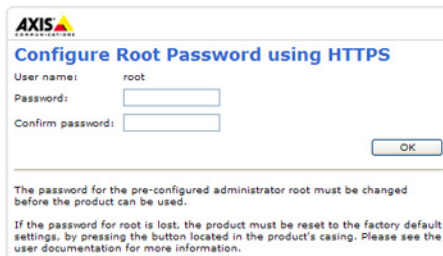 AXIS
COMMUNICATIONS
Configure Root Password using HTTPS
User name: root
Password:
Confirm password:
OK
The password for the pre-configured administrator root must be changed
before the product can be used.
If the password for root is lost, the product must be reset to the factory default
settings, by pressing the button located in the product's casing. Please see the
user documentation for more information.